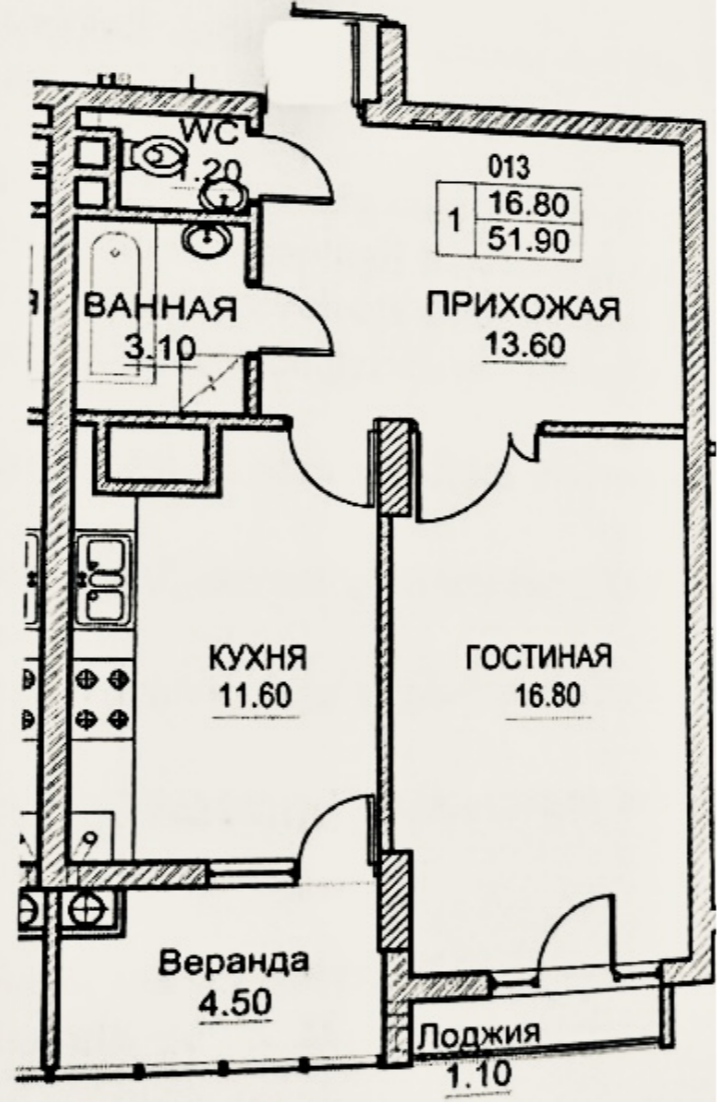 WC
1.20
013
1
16.80
51.90
ВАННАЯ
3.10
ПРИХОЖАЯ
13.60
КУХНЯ
11.60
ГОСТИНАЯ
16.80
Веранда
4.50
Лоджия
1.10